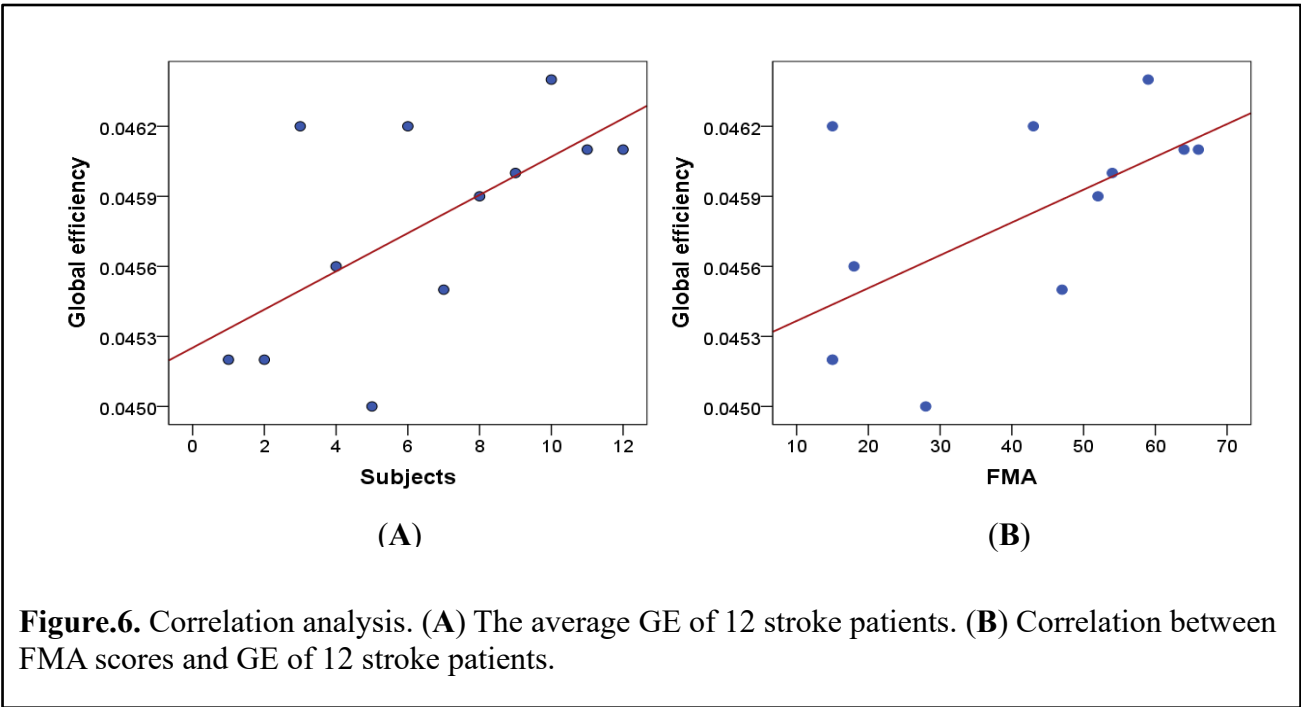 Global efficiency
0.0462
0.0459
0.0456
0.0453
0.0450
0 2 4 6 8 10 12
Subjects
(A)
Global efficiency
0.0462
0.0459
0.0456
0.0453
0.0450
10 20 30 40 50 60 70
FMA
(B)
Figure.6. Correlation analysis. (A) The average GE of 12 stroke patients. (B) Correlation between
FMA scores and GE of 12 stroke patients.